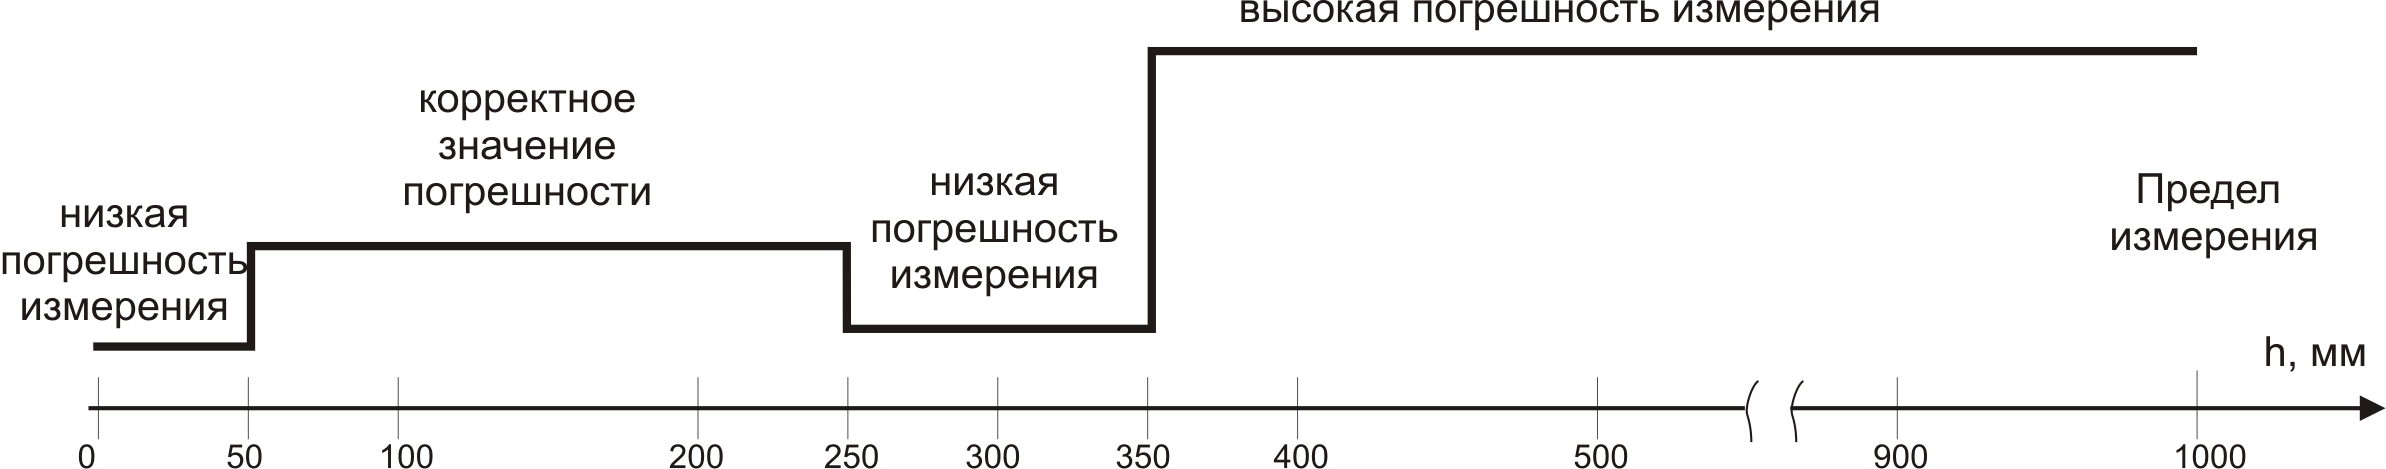 высокая погрешность измерения
корректное
значение
погрешности
низкая
погрешность
измерения
низкая
погрешность
измерения
Предел
измерения
h, мм
0 50 100 200 250 300 350 400 500 900 1000